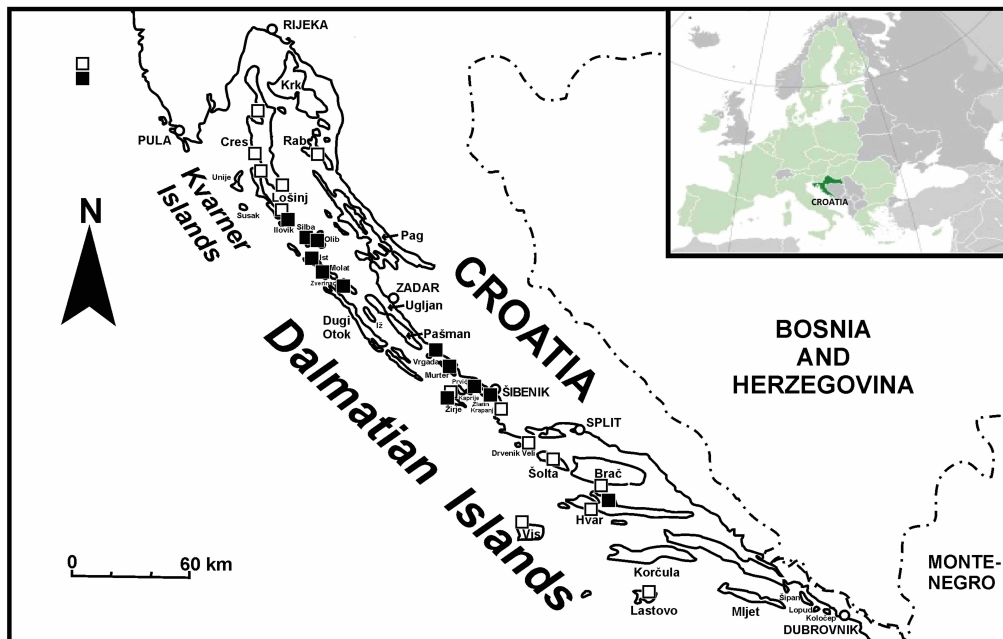 RIJEKA
Krk
PULA
Cres
Rab
Unije
Lošinj
Kvarner
Islands
Susak
Ilovik
Silba
Olib
Pag
N
Ist
Molat
Zverinac
ZADAR
Ugljan
Dugi
Otok
Iž
Pašman
CROATIA
CROATIA
BOSNIA
AND
HERZEGOVINA
Vrgada
Murter
Prvić
ŠIBENIK
Kaprije
Zlarin
Krapanj
Žirje
Dalmatian Islands
SPLIT
Drvenik Veli
Šolta
Brač
Hvar
Vis
0 60 km
Korčula
Lastovo
Mljet
Šipan
Lopud
Koločep
DUBROVNIK
MONTE-
NEGRO